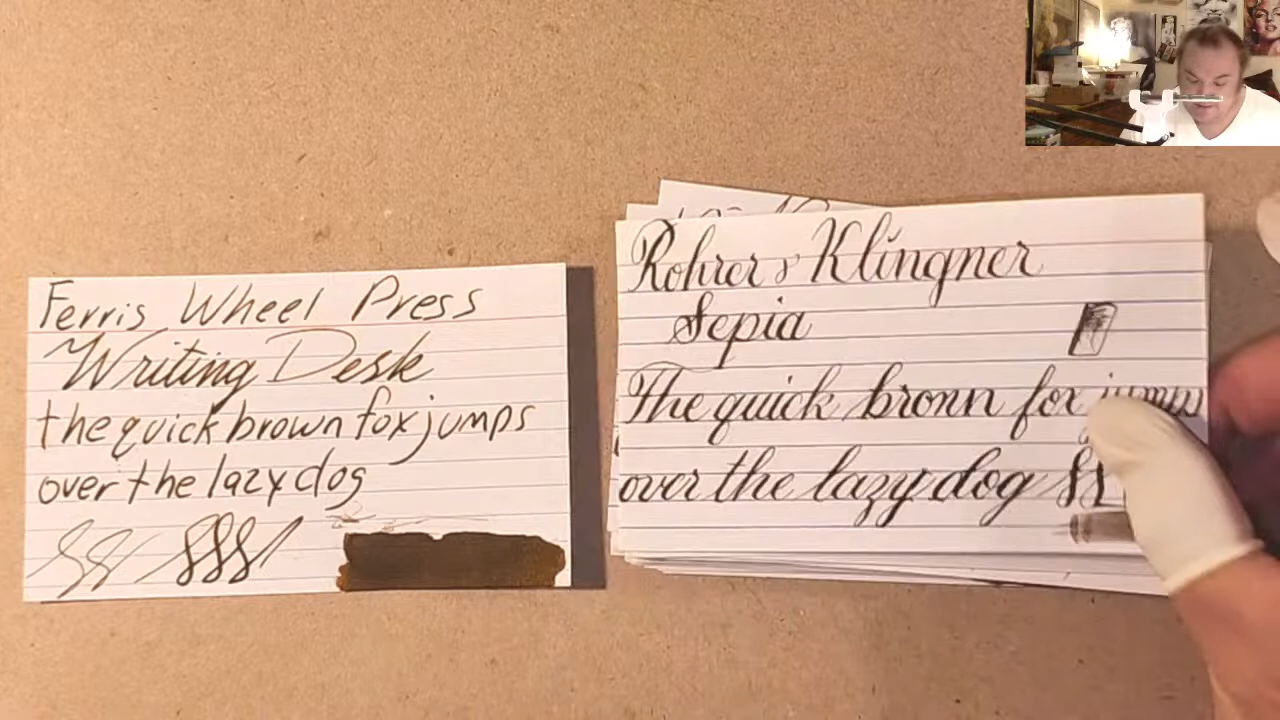 Ferris Wheel Press
Writing Desk
the quick brown fox jumps
over the lazy dog
Rohrer & Klingner
Sepia
The quick brown fox jumps
over the lazy dog